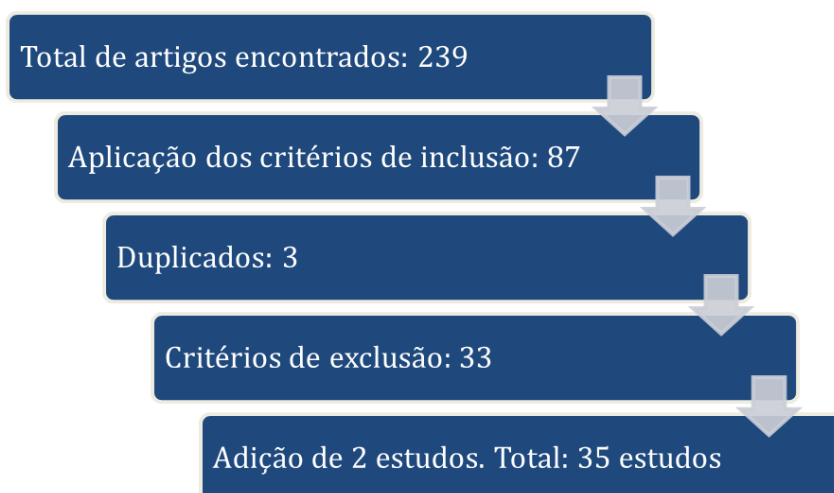 Total de artigos encontrados: 239
Aplicação dos critérios de inclusão: 87
Duplicados: 3
Critérios de exclusão: 33
Adição de 2 estudos. Total: 35 estudos